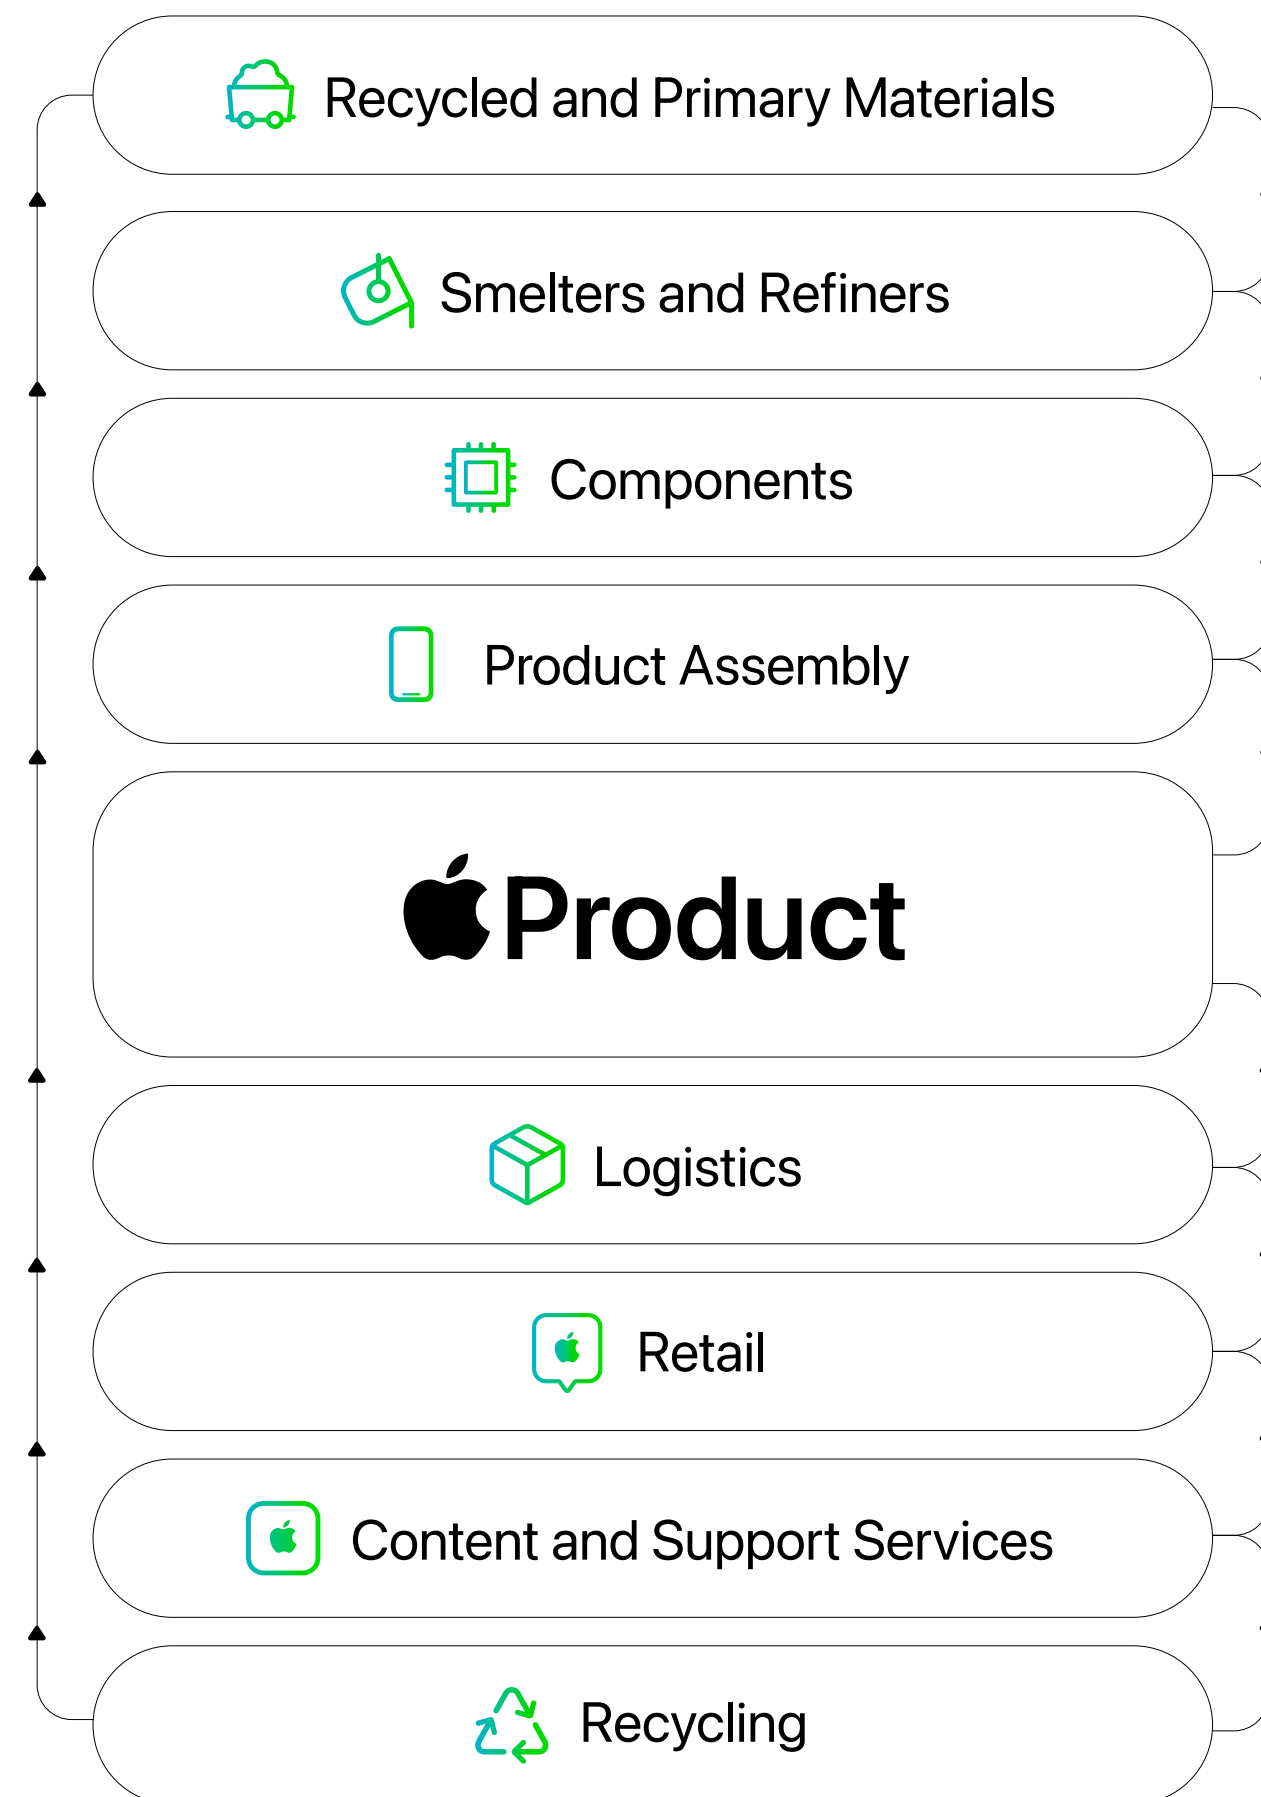 Recycled and Primary Materials
Smelters and Refiners
Components
Product Assembly
Product
Logistics
Retail
Content and Support Services
Recycling